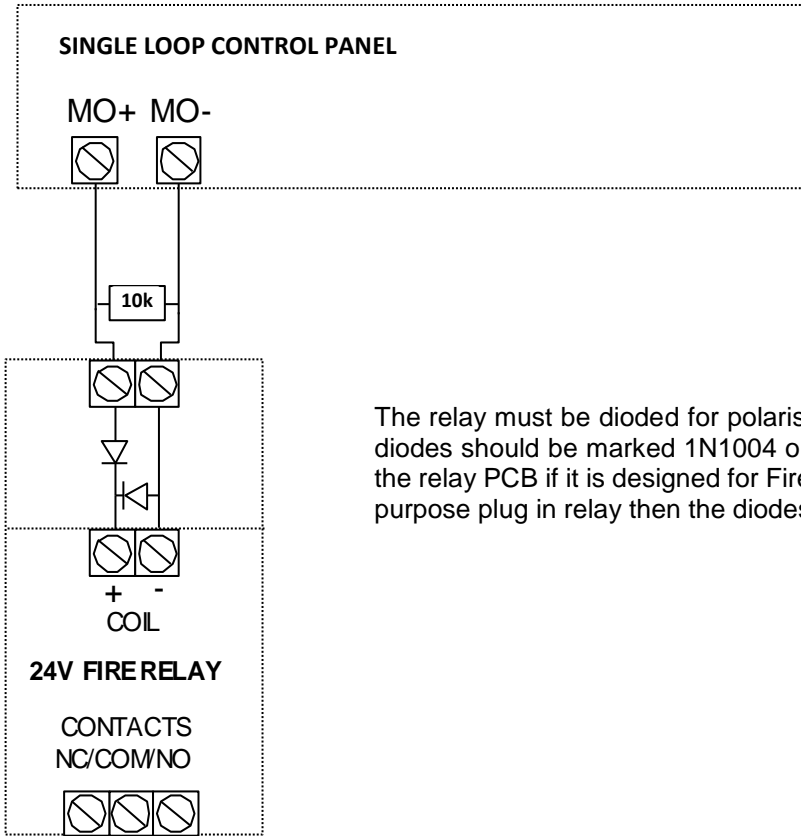 SINGLE LOOP CONTROL PANEL
MO+ MO-
10k
The relay must be dioded for polaris
diodes should be marked 1N1004 o
the relay PCB if it is designed for Fire
purpose plug in relay then the diodes
+ -
COIL
24V FIRE RELAY
CONTACTS
NC/COM/NO